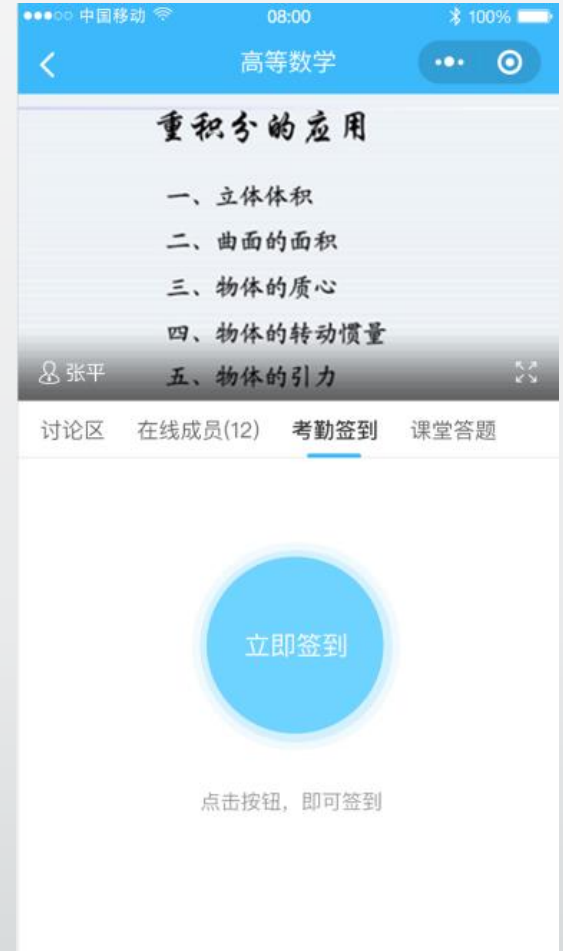 中国移动 08:00 100%
高等数学
重积分的应用
一、立体体积
二、曲面的面积
三、物体的质心
四、物体的转动惯量
五、物体的引力
张平
讨论区 在线成员(12) 考勤签到 课堂答题
立即签到
点击按钮，即可签到